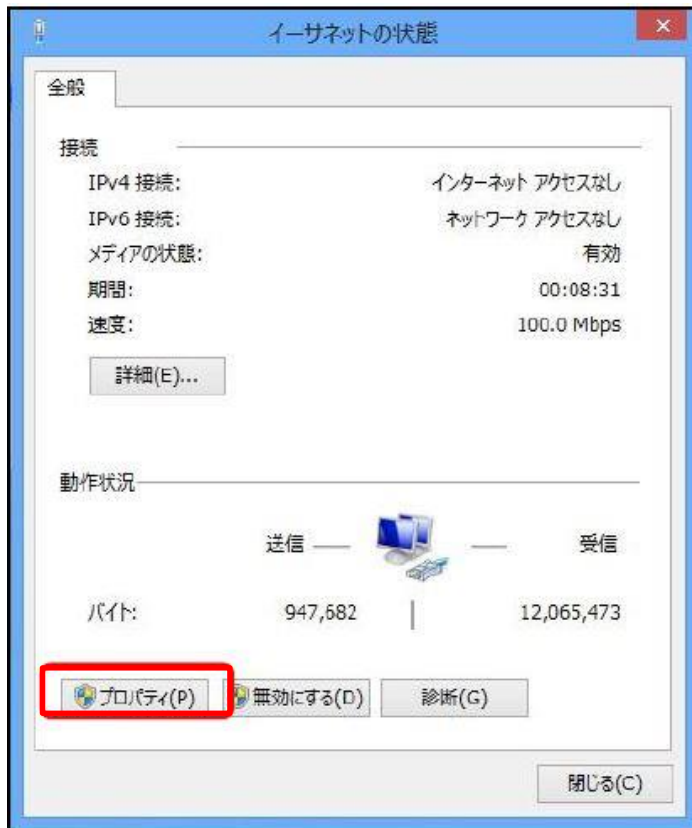 イーサネットの状態
全般
接続
IPv4 接続: インターネット アクセスなし
IPv6 接続: ネットワーク アクセスなし
メディアの状態: 有効
期間: 00:08:31
速度: 100.0 Mbps
詳細(E)...
動作状況
送信 受信
バイト: 947,682 12,065,473
プロパティ(P) 無効にする(D) 診断(G)
閉じる(C)